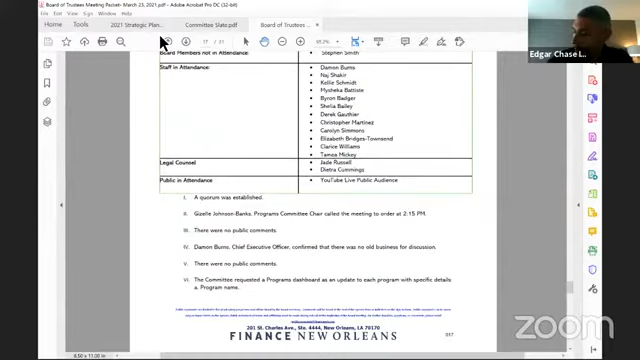 Board of Trustees Meeting Packet- March 23, 2021.pdf - Adobe Acrobat Pro DC (32-bit)
File Edit View Sign Window Help
Home Tools 2021 Strategic Plan... Committee Slate.pdf Board of Trustees ... ×
Board Members not in Attendance:
• Stephen Smith
Staff in Attendance:
• Damon Burns
• Naj Shakir
• Kellie Schmidt
• Mysheka Battiste
• Byron Badger
• Shelia Bailey
• Derek Gauthier
• Christopher Martinez
• Carolyn Simmons
• Elizabeth Bridges-Townsend
• Clarice Williams
• Tamea Mickey
Legal Counsel
• Jade Russell
• Dietra Cummings
Public in Attendance
• YouTube Live Public Audience
I. A quorum was established.
II. Gizelle Johnson-Banks, Programs Committee Chair called the meeting to order at 2:15 PM.
III. There were no public comments.
IV. Damon Burns, Chief Executive Officer, confirmed that there was no old business for discussion.
V. There were no public comments.
VI. The Committee requested a Programs dashboard as an update to each program with specific details:
a. Program name.
201 St. Charles Ave., Ste. 4444, New Orleans, LA 70170
FINANCE NEW ORLEANS
017
8.50 x 11.00 in
Edgar Chase L...
zoom